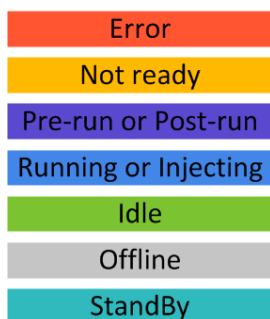 Error
Not ready
Pre-run or Post-run
Running or Injecting
Idle
Offline
StandBy